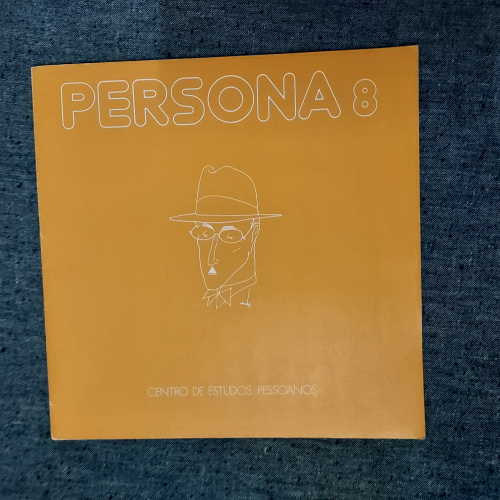 PERSONA 8
CENTRO DE ESTUDOS PESSOANOS